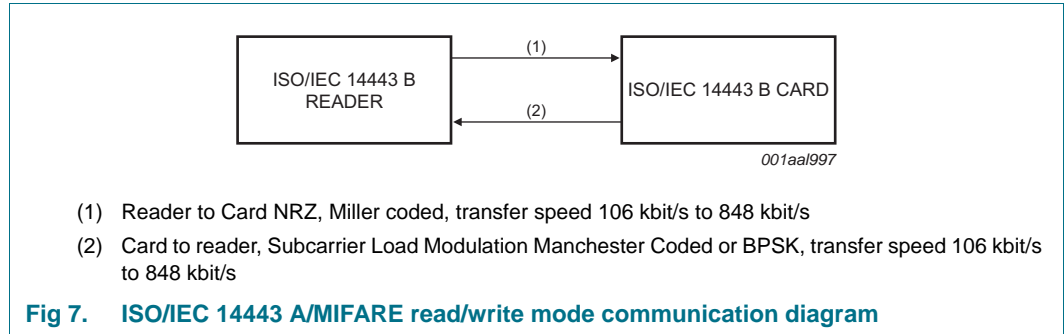 (1)
ISO/IEC 14443 B
READER
ISO/IEC 14443 B CARD
(2)
001aal997
(1) Reader to Card NRZ, Miller coded, transfer speed 106 kbit/s to 848 kbit/s
(2) Card to reader, Subcarrier Load Modulation Manchester Coded or BPSK, transfer speed 106 kbit/s
to 848 kbit/s
Fig 7. ISO/IEC 14443 A/MIFARE read/write mode communication diagram